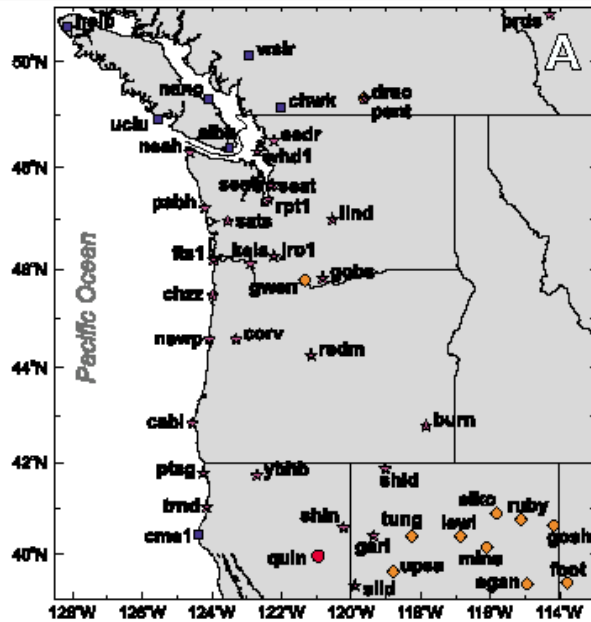 holb
prds
A
wslr
50°N
nano
chwk
drao
pent
uclu
albh
sedr
neah
whd1
48°N
seat
rpt1
pabh
sats
lind
fts1
kels
jro1
46°N
gwen
gobs
chzz
Pacific Ocean
newp
corv
44°N
redm
burn
cabl
42°N
ptsg
ybhb
shld
elko
ruby
trnd
shin
tung
lewi
gosh
cme1
garl
mine
40°N
quin
upsa
foot
slid
egan
128°W
126°W
124°W
122°W
120°W
118°W
116°W
114°W